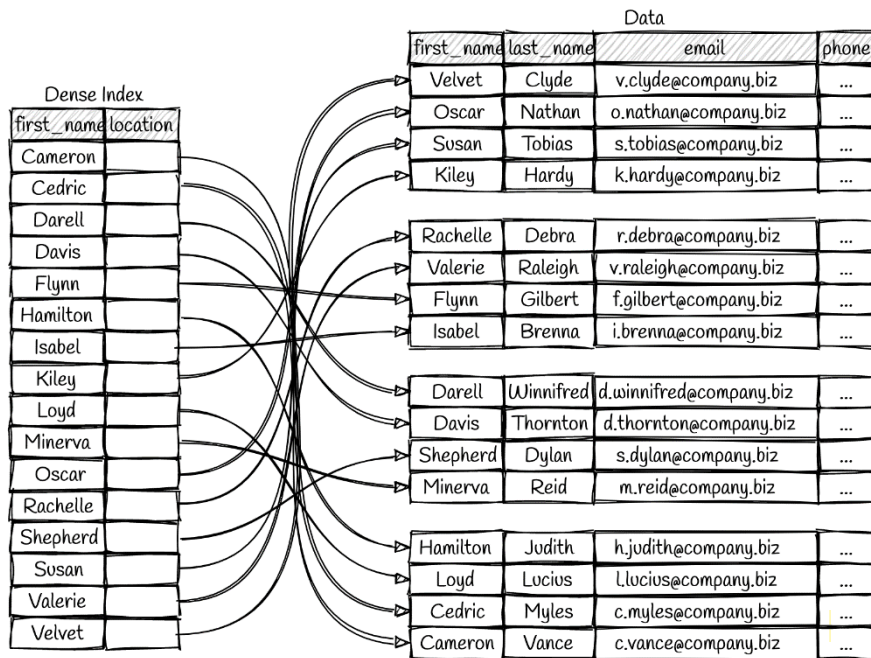 Dense Index
first_name location
Cameron
Cedric
Darell
Davis
Flynn
Hamilton
Isabel
Kiley
Loyd
Minerva
Oscar
Rachelle
Shepherd
Susan
Valerie
Velvet
Data
first_name last_name email phone
Velvet Clyde v.clyde@company.biz ...
Oscar Nathan o.nathan@company.biz ...
Susan Tobias s.tobias@company.biz ...
Kiley Hardy k.hardy@company.biz ...
Rachelle Debra r.debra@company.biz ...
Valerie Raleigh v.raleigh@company.biz ...
Flynn Gilbert f.gilbert@company.biz ...
Isabel Brenna i.brenna@company.biz ...
Darell Winnifred d.winnifred@company.biz ...
Davis Thornton d.thornton@company.biz ...
Shepherd Dylan s.dylan@company.biz ...
Minerva Reid m.reid@company.biz ...
Hamilton Judith h.judith@company.biz ...
Loyd Lucius l.lucius@company.biz ...
Cedric Myles c.myles@company.biz ...
Cameron Vance c.vance@company.biz ...